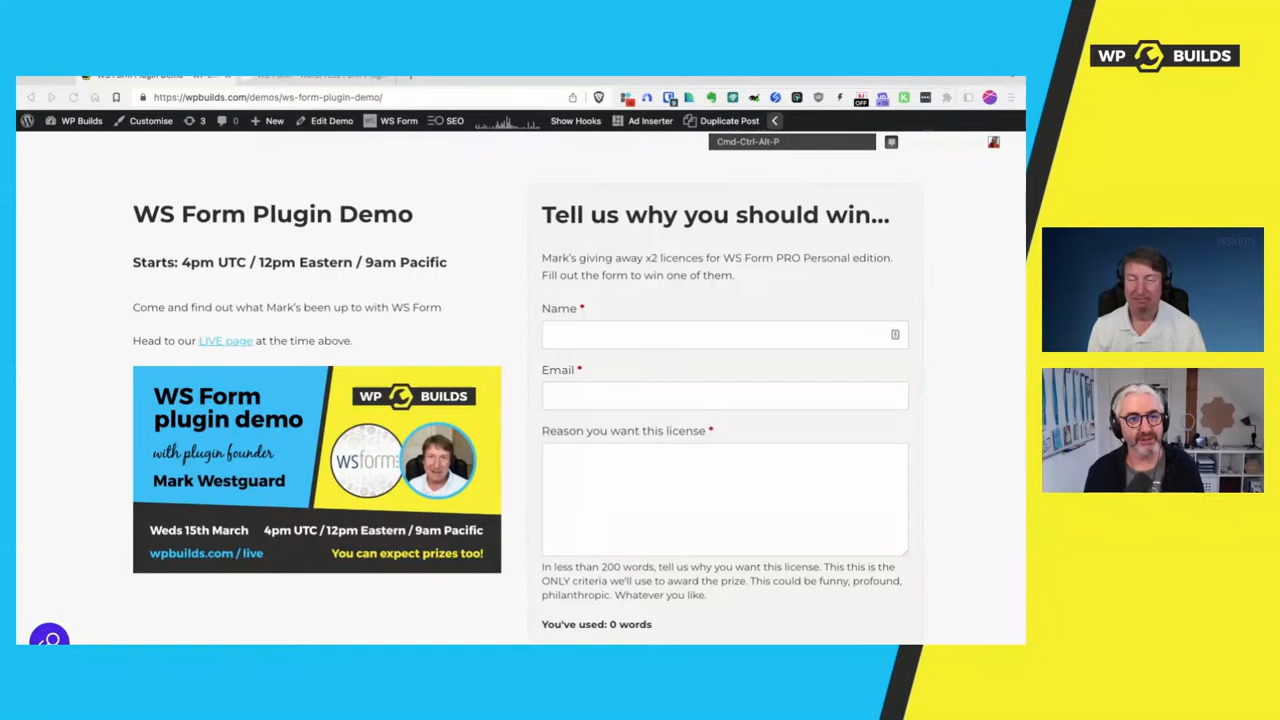 WP BUILDS
https://wpbuilds.com/demos/ws-form-plugin-demo/
OFF
WP Builds Customise 3 0 New Edit Demo WS Form SEO Show Hooks Ad Inserter Duplicate Post
Cmd-Ctrl-Alt-P
WS Form Plugin Demo
Starts: 4pm UTC / 12pm Eastern / 9am Pacific
Come and find out what Mark's been up to with WS Form
Head to our LIVE page at the time above.
WS Form
plugin demo
with plugin founder
Mark Westguard
WP BUILDS
wsform
Weds 15th March 4pm UTC / 12pm Eastern / 9am Pacific
wpbuilds.com / live You can expect prizes too!
Tell us why you should win...
Mark's giving away x2 licences for WS Form PRO Personal edition.
Fill out the form to win one of them.
Name *
Email *
Reason you want this license *
In less than 200 words, tell us why you want this license. This this is the
ONLY criteria we'll use to award the prize. This could be funny, profound,
philanthropic. Whatever you like.
You've used: 0 words
wsform